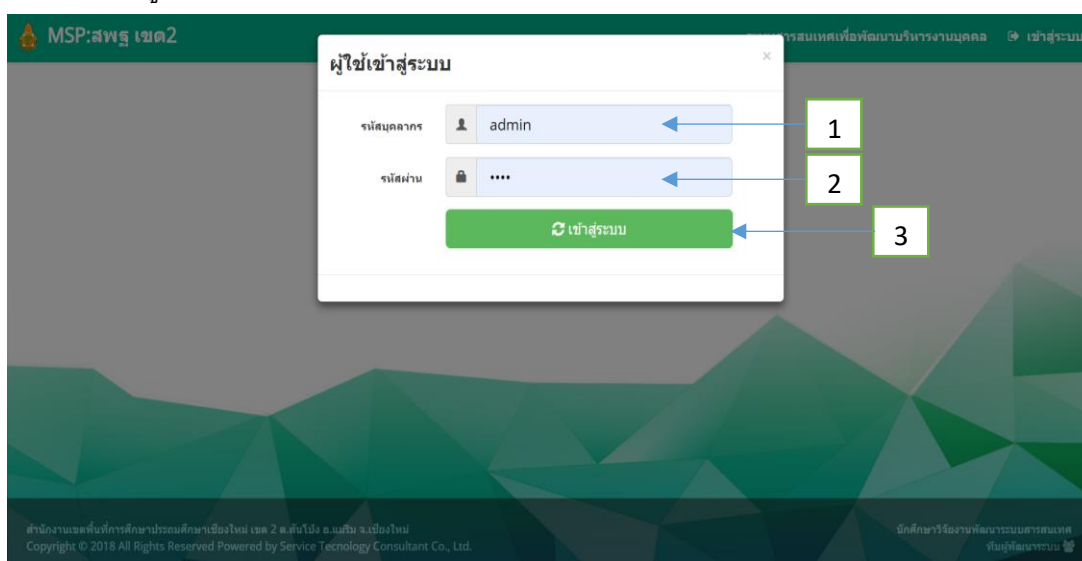 MSP:สพฐ เขต2
สารสนเทศเพื่อพัฒนาบริหารงานบุคคล
เข้าสู่ระบบ
ผู้ใช้เข้าสู่ระบบ
×
รหัสบุคลากร
admin
1
รหัสผ่าน
••••
2
เข้าสู่ระบบ
3
สำนักงานเขตพื้นที่การศึกษาประถมศึกษาเชียงใหม่ เขต 2 ต.สันโป่ง อ.แม่ริม จ.เชียงใหม่
นักศึกษาวิจัยงานพัฒนาระบบสารสนเทศ
Copyright © 2018 All Rights Reserved Powered by Service Tecnology Consultant Co., Ltd.
ทีมผู้พัฒนาระบบ